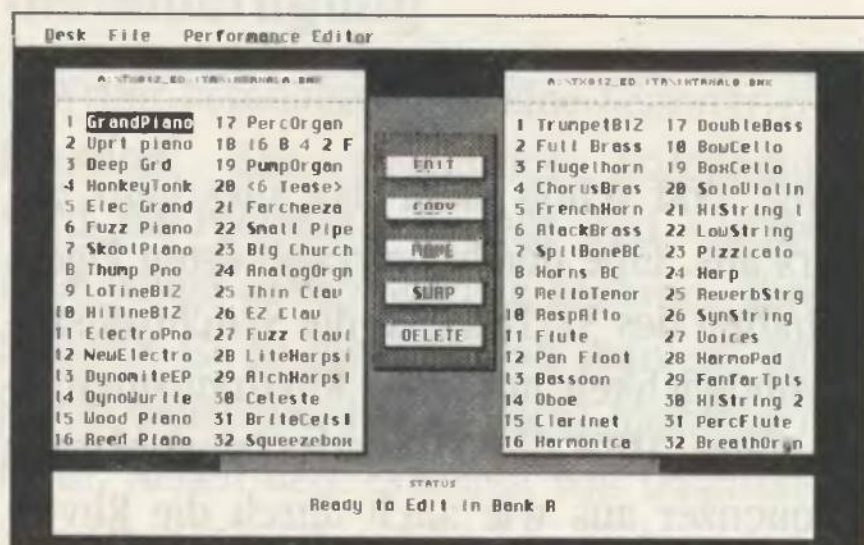 Desk File Performance Editor
1 GrandPiano 17 PercOrgan
2 Uprt piano 18 16 8 4 2 F
3 Deep Grd 19 PumpOrgan
4 HonkeyTonk 20 <6 Tease>
5 Elec Grand 21 Farcheeza
6 Fuzz Piano 22 Small Pipe
7 SkoolPiano 23 Big Church
8 Thump Pno 24 AnalogOrgn
9 LoTine81Z 25 Thin Clav
10 HiTine81Z 26 EZ Clav
11 ElectroPno 27 Fuzz Clavi
12 NewElectro 28 LiteHarpsi
13 DynomiteEP 29 RichHarpsi
14 DynoWurlie 30 Celeste
15 Wood Piano 31 BriteCelst
16 Reed Piano 32 Squeezebox
EDIT
COPY
NAME
SWAP
DELETE
1 Trumpet81Z 17 DoubleBass
2 Full Brass 18 BowCello
3 Flugelhorn 19 BoxCello
4 ChorusBras 20 SoloViolin
5 FrenchHorn 21 HiString 1
6 AtackBrass 22 LowString
7 SpitBoneBC 23 Pizzicato
8 Horns BC 24 Harp
9 MelloTenor 25 ReverbStrg
10 RaspAlto 26 SynString
11 Flute 27 Voices
12 Pan Floot 28 HarmoPad
13 Bassoon 29 FanfarTpts
14 Oboe 30 HiString 2
15 Clarinet 31 PercFlute
16 Harmonica 32 BreathOrgn
STATUS
Ready to Edit in Bank A